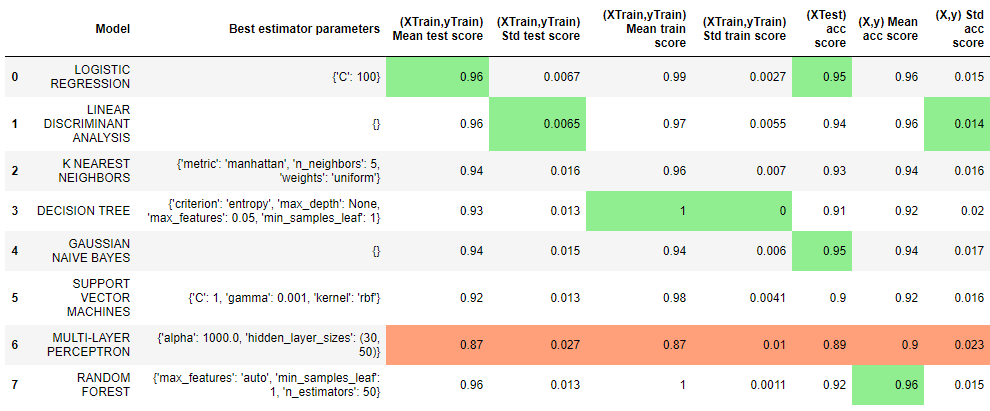 Model Best estimator parameters (XTrain,yTrain) Mean test score (XTrain,yTrain) Std test score (XTrain,yTrain) Mean train score (XTrain,yTrain) Std train score (XTest) acc score (X,y) Mean acc score (X,y) Std acc score
0 LOGISTIC REGRESSION {'C': 100} 0.96 0.0067 0.99 0.0027 0.95 0.96 0.015
1 LINEAR DISCRIMINANT ANALYSIS {} 0.96 0.0065 0.97 0.0055 0.94 0.96 0.014
2 K NEAREST NEIGHBORS {'metric': 'manhattan', 'n_neighbors': 5, 'weights': 'uniform'} 0.94 0.016 0.96 0.007 0.93 0.94 0.016
3 DECISION TREE {'criterion': 'entropy', 'max_depth': None, 'max_features': 0.05, 'min_samples_leaf': 1} 0.93 0.013 1 0 0.91 0.92 0.02
4 GAUSSIAN NAIVE BAYES {} 0.94 0.015 0.94 0.006 0.95 0.94 0.017
5 SUPPORT VECTOR MACHINES {'C': 1, 'gamma': 0.001, 'kernel': 'rbf'} 0.92 0.013 0.98 0.0041 0.9 0.92 0.016
6 MULTI-LAYER PERCEPTRON {'alpha': 1000.0, 'hidden_layer_sizes': (30, 50)} 0.87 0.027 0.87 0.01 0.89 0.9 0.023
7 RANDOM FOREST {'max_features': 'auto', 'min_samples_leaf': 1, 'n_estimators': 50} 0.96 0.013 1 0.0011 0.92 0.96 0.015